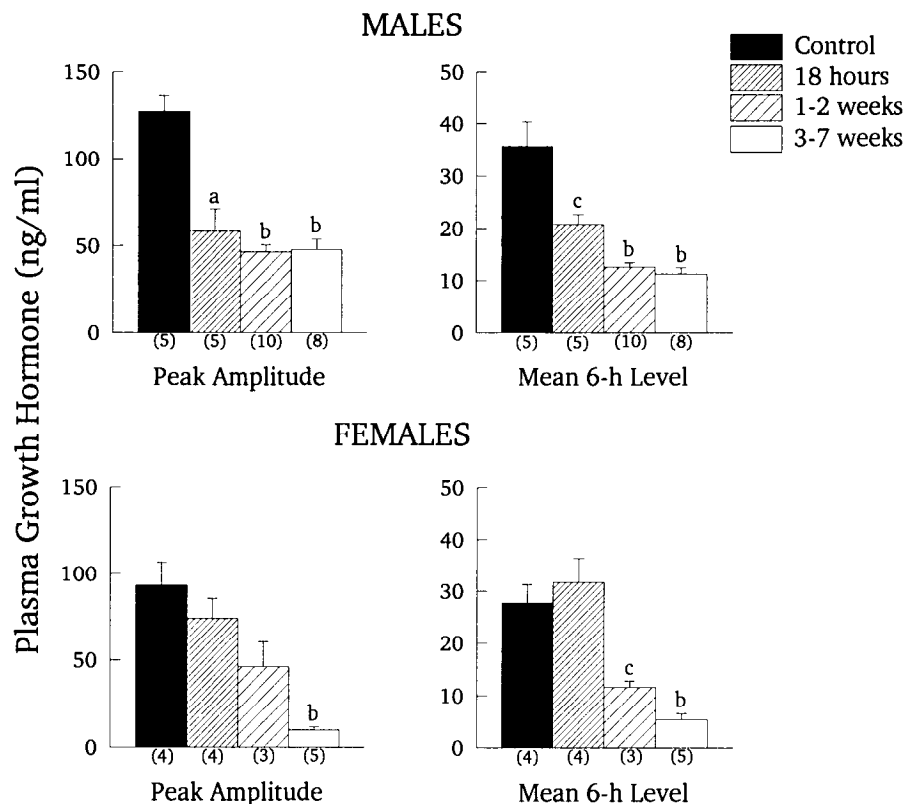 MALES
Control
18 hours
1-2 weeks
3-7 weeks
Plasma Growth Hormone (ng/ml)
150
100
50
0
a
b
b
(5) (5) (10) (8)
Peak Amplitude
50
40
30
20
10
0
c
b
b
(5) (5) (10) (8)
Mean 6-h Level
FEMALES
150
100
50
0
b
(4) (4) (3) (5)
Peak Amplitude
50
40
30
20
10
0
c
b
(4) (4) (3) (5)
Mean 6-h Level